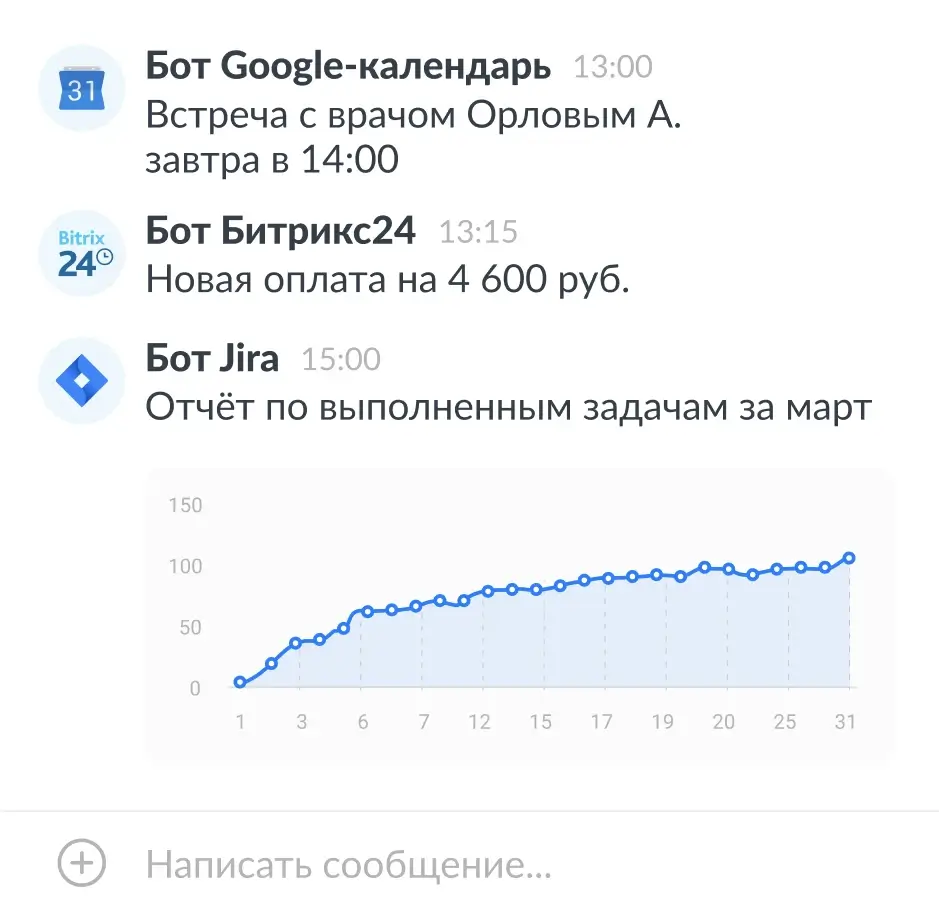 31
Бот Google-календарь 13:00
Встреча с врачом Орловым А.
завтра в 14:00
Bitrix
24
Бот Битрикс24 13:15
Новая оплата на 4 600 руб.
Бот Jira 15:00
Отчёт по выполненным задачам за март
150
100
50
0
1 3 6 7 12 15 17 19 20 25 31
Написать сообщение...